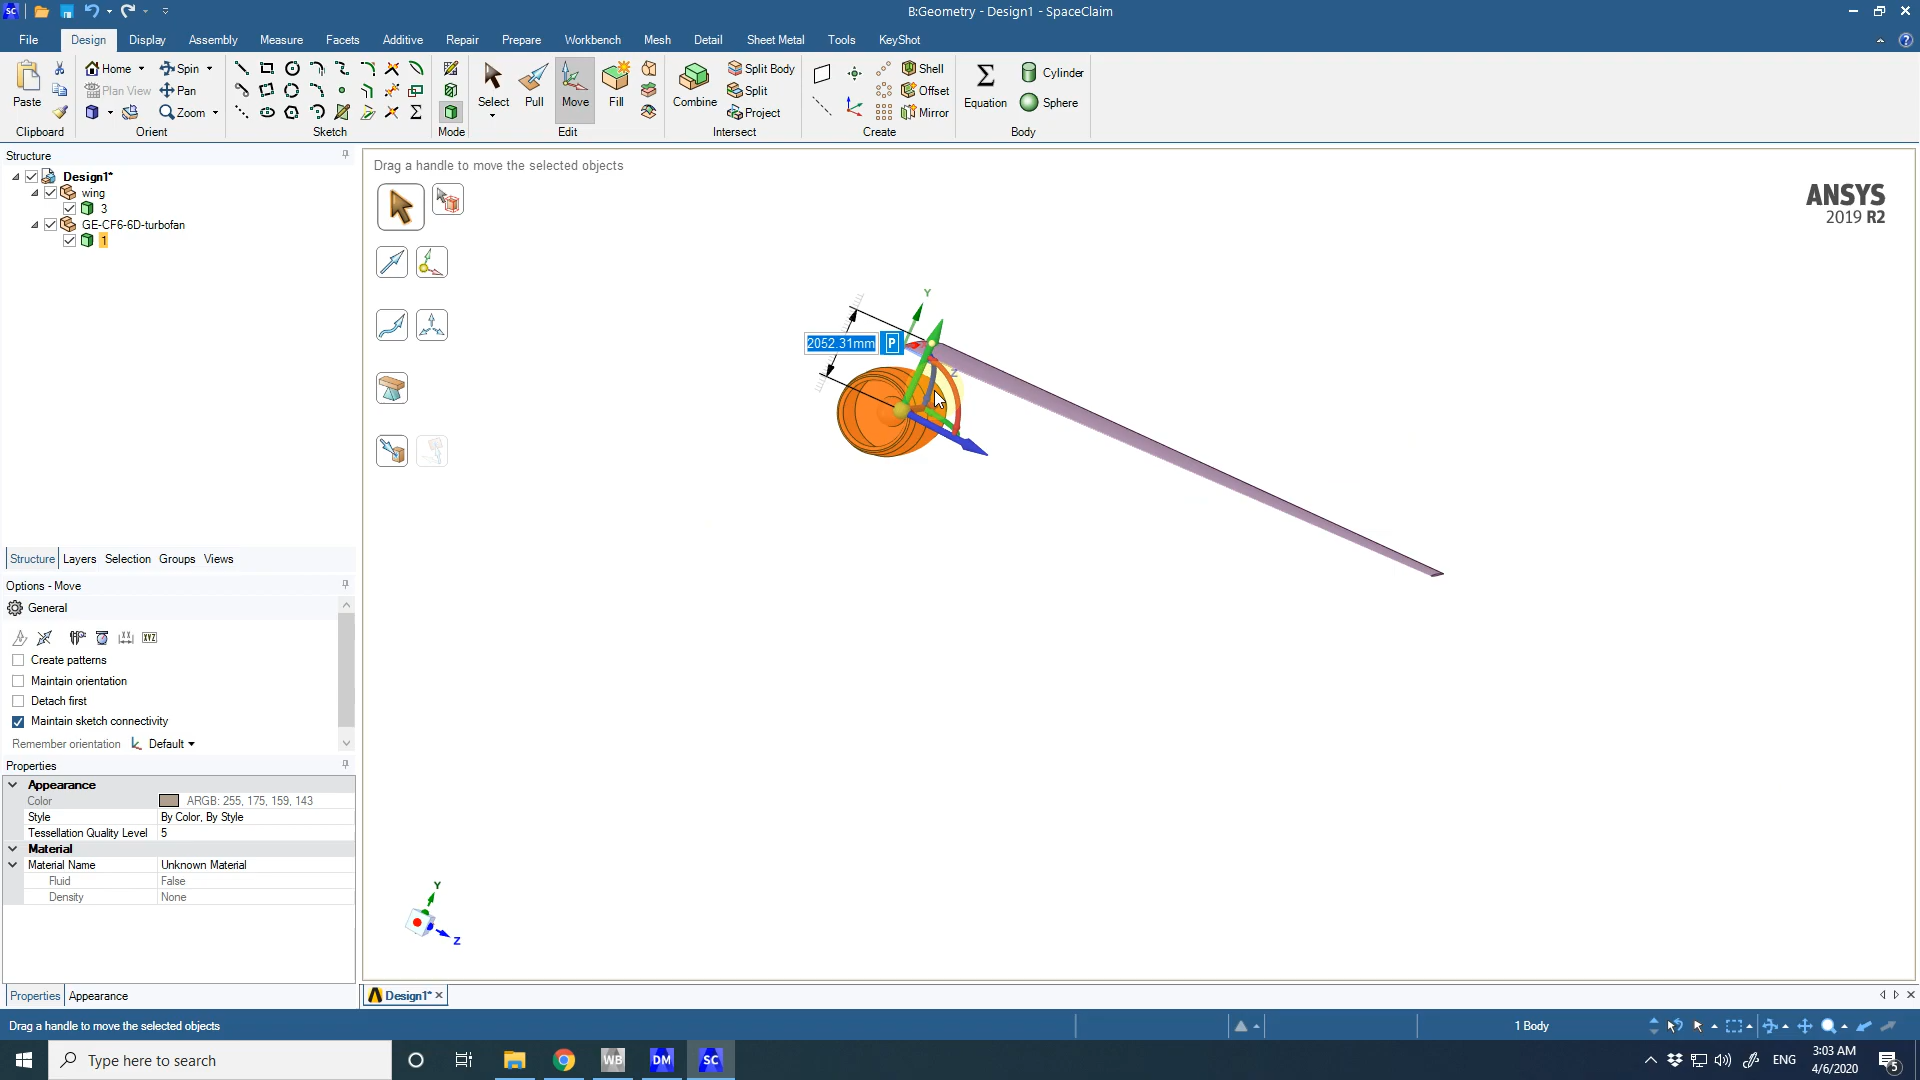 SC
B:Geometry - Design1 - SpaceClaim
File Design Display Assembly Measure Facets Additive Repair Prepare Workbench Mesh Detail Sheet Metal Tools KeyShot
Home Spin Split Body Shell Cylinder
Plan View Pan Split Offset
Paste Select Pull Move Fill Combine Equation Sphere
Zoom Project Mirror
Clipboard Orient Sketch Mode Edit Intersect Create Body
Structure
Design1*
wing
3
GE-CF6-6D-turbofan
1
Structure Layers Selection Groups Views
Options - Move
General
XYZ
Create patterns
Maintain orientation
Detach first
Maintain sketch connectivity
Remember orientation Default
Properties
Appearance
Color ARGB: 255, 175, 159, 143
Style By Color, By Style
Tessellation Quality Level 5
Material
Material Name Unknown Material
Fluid False
Density None
Properties Appearance
Drag a handle to move the selected objects
ANSYS
2019 R2
Y
2052.31mm P
Z
Y
Z
Design1*
Drag a handle to move the selected objects
1 Body
Type here to search
WB DM SC
ENG
3:03 AM
4/6/2020
5